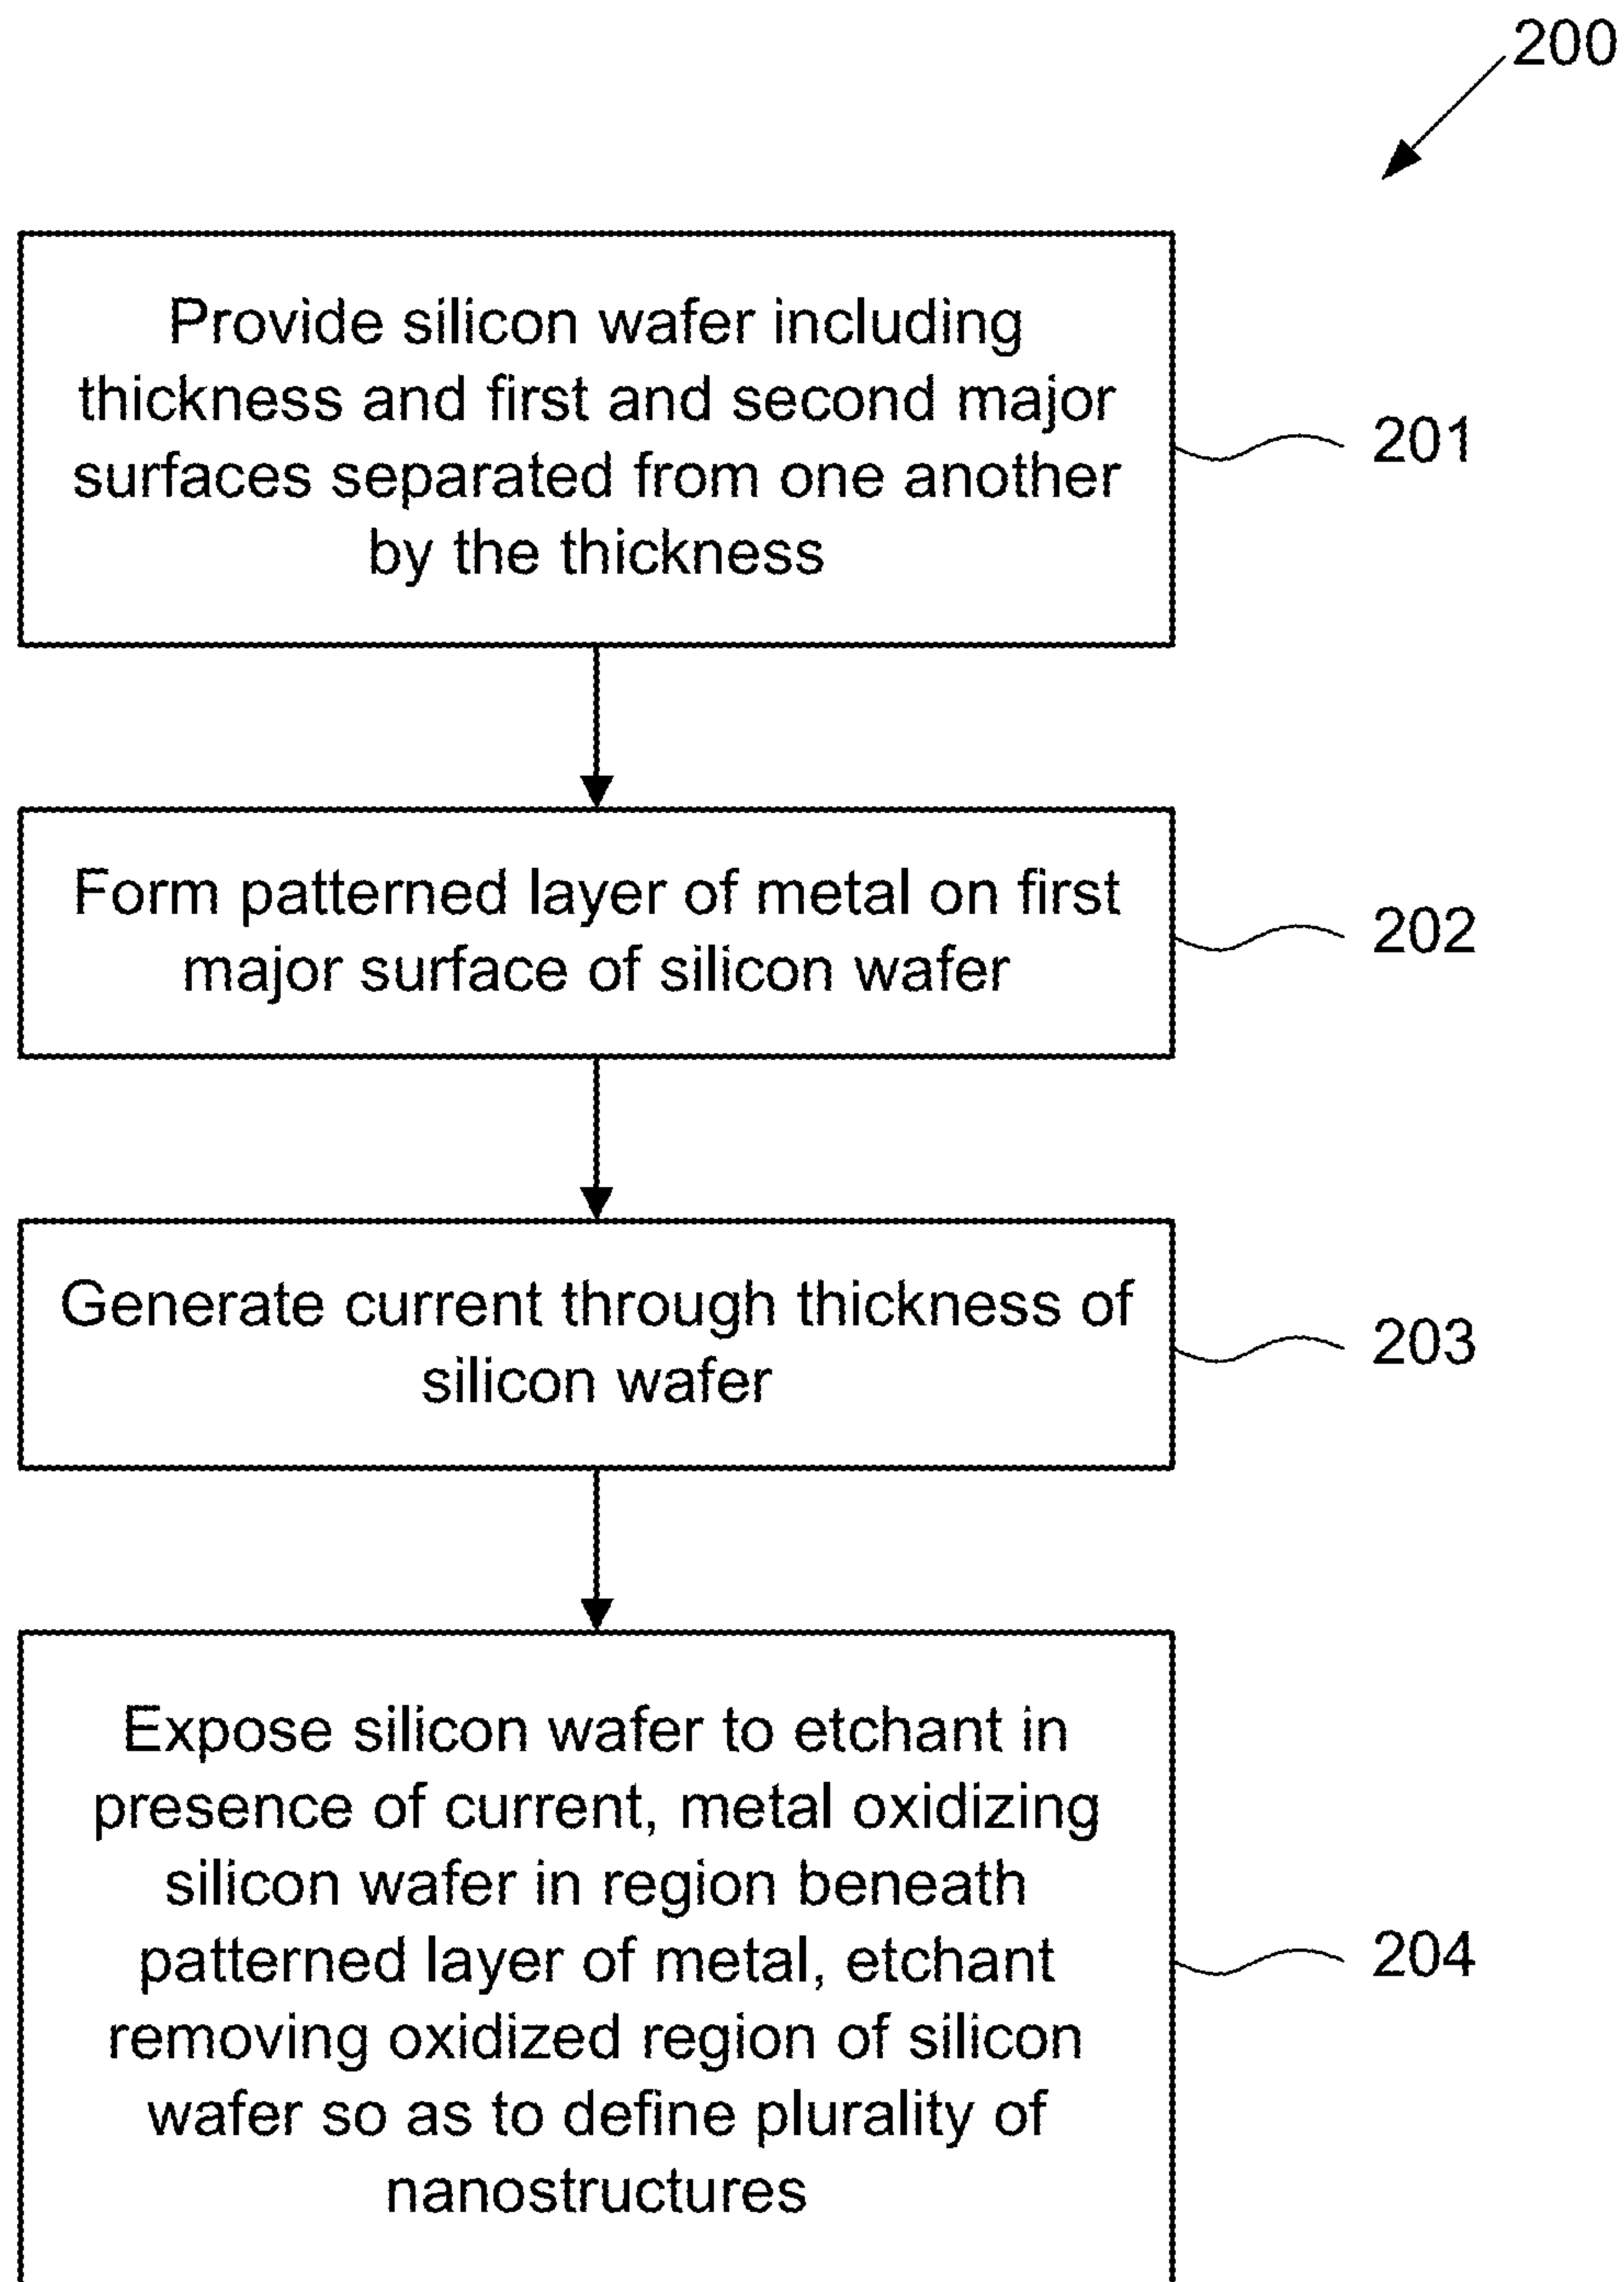 200
Provide silicon wafer including
thickness and first and second major
surfaces separated from one another
by the thickness
201
Form patterned layer of metal on first
major surface of silicon wafer
202
Generate current through thickness of
silicon wafer
203
Expose silicon wafer to etchant in
presence of current, metal oxidizing
silicon wafer in region beneath
patterned layer of metal, etchant
removing oxidized region of silicon
wafer so as to define plurality of
nanostructures
204